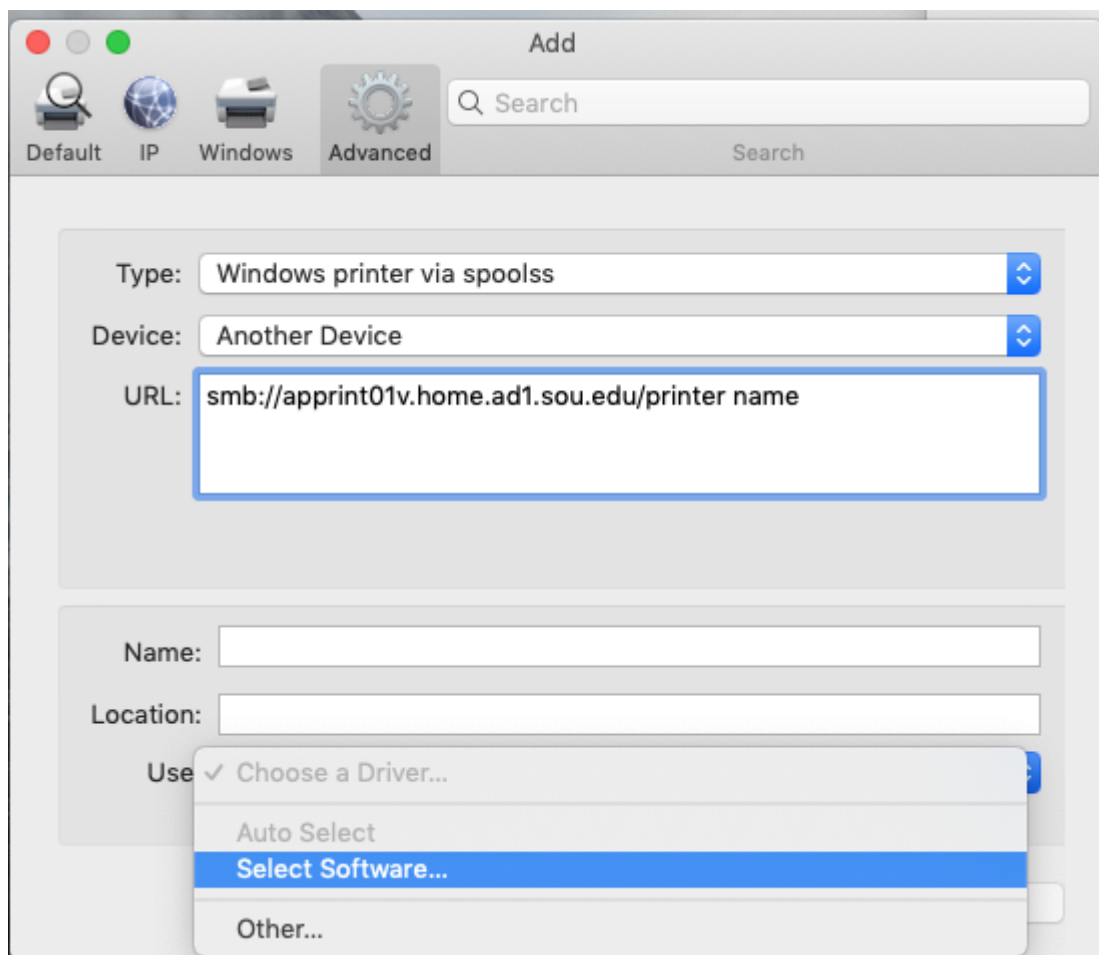 Add
Search
Default IP Windows Advanced Search
Type: Windows printer via spoolss
Device: Another Device
URL: smb://apprint01v.home.ad1.sou.edu/printer name
Name:
Location:
Use ✓ Choose a Driver...
Auto Select
Select Software...
Other...